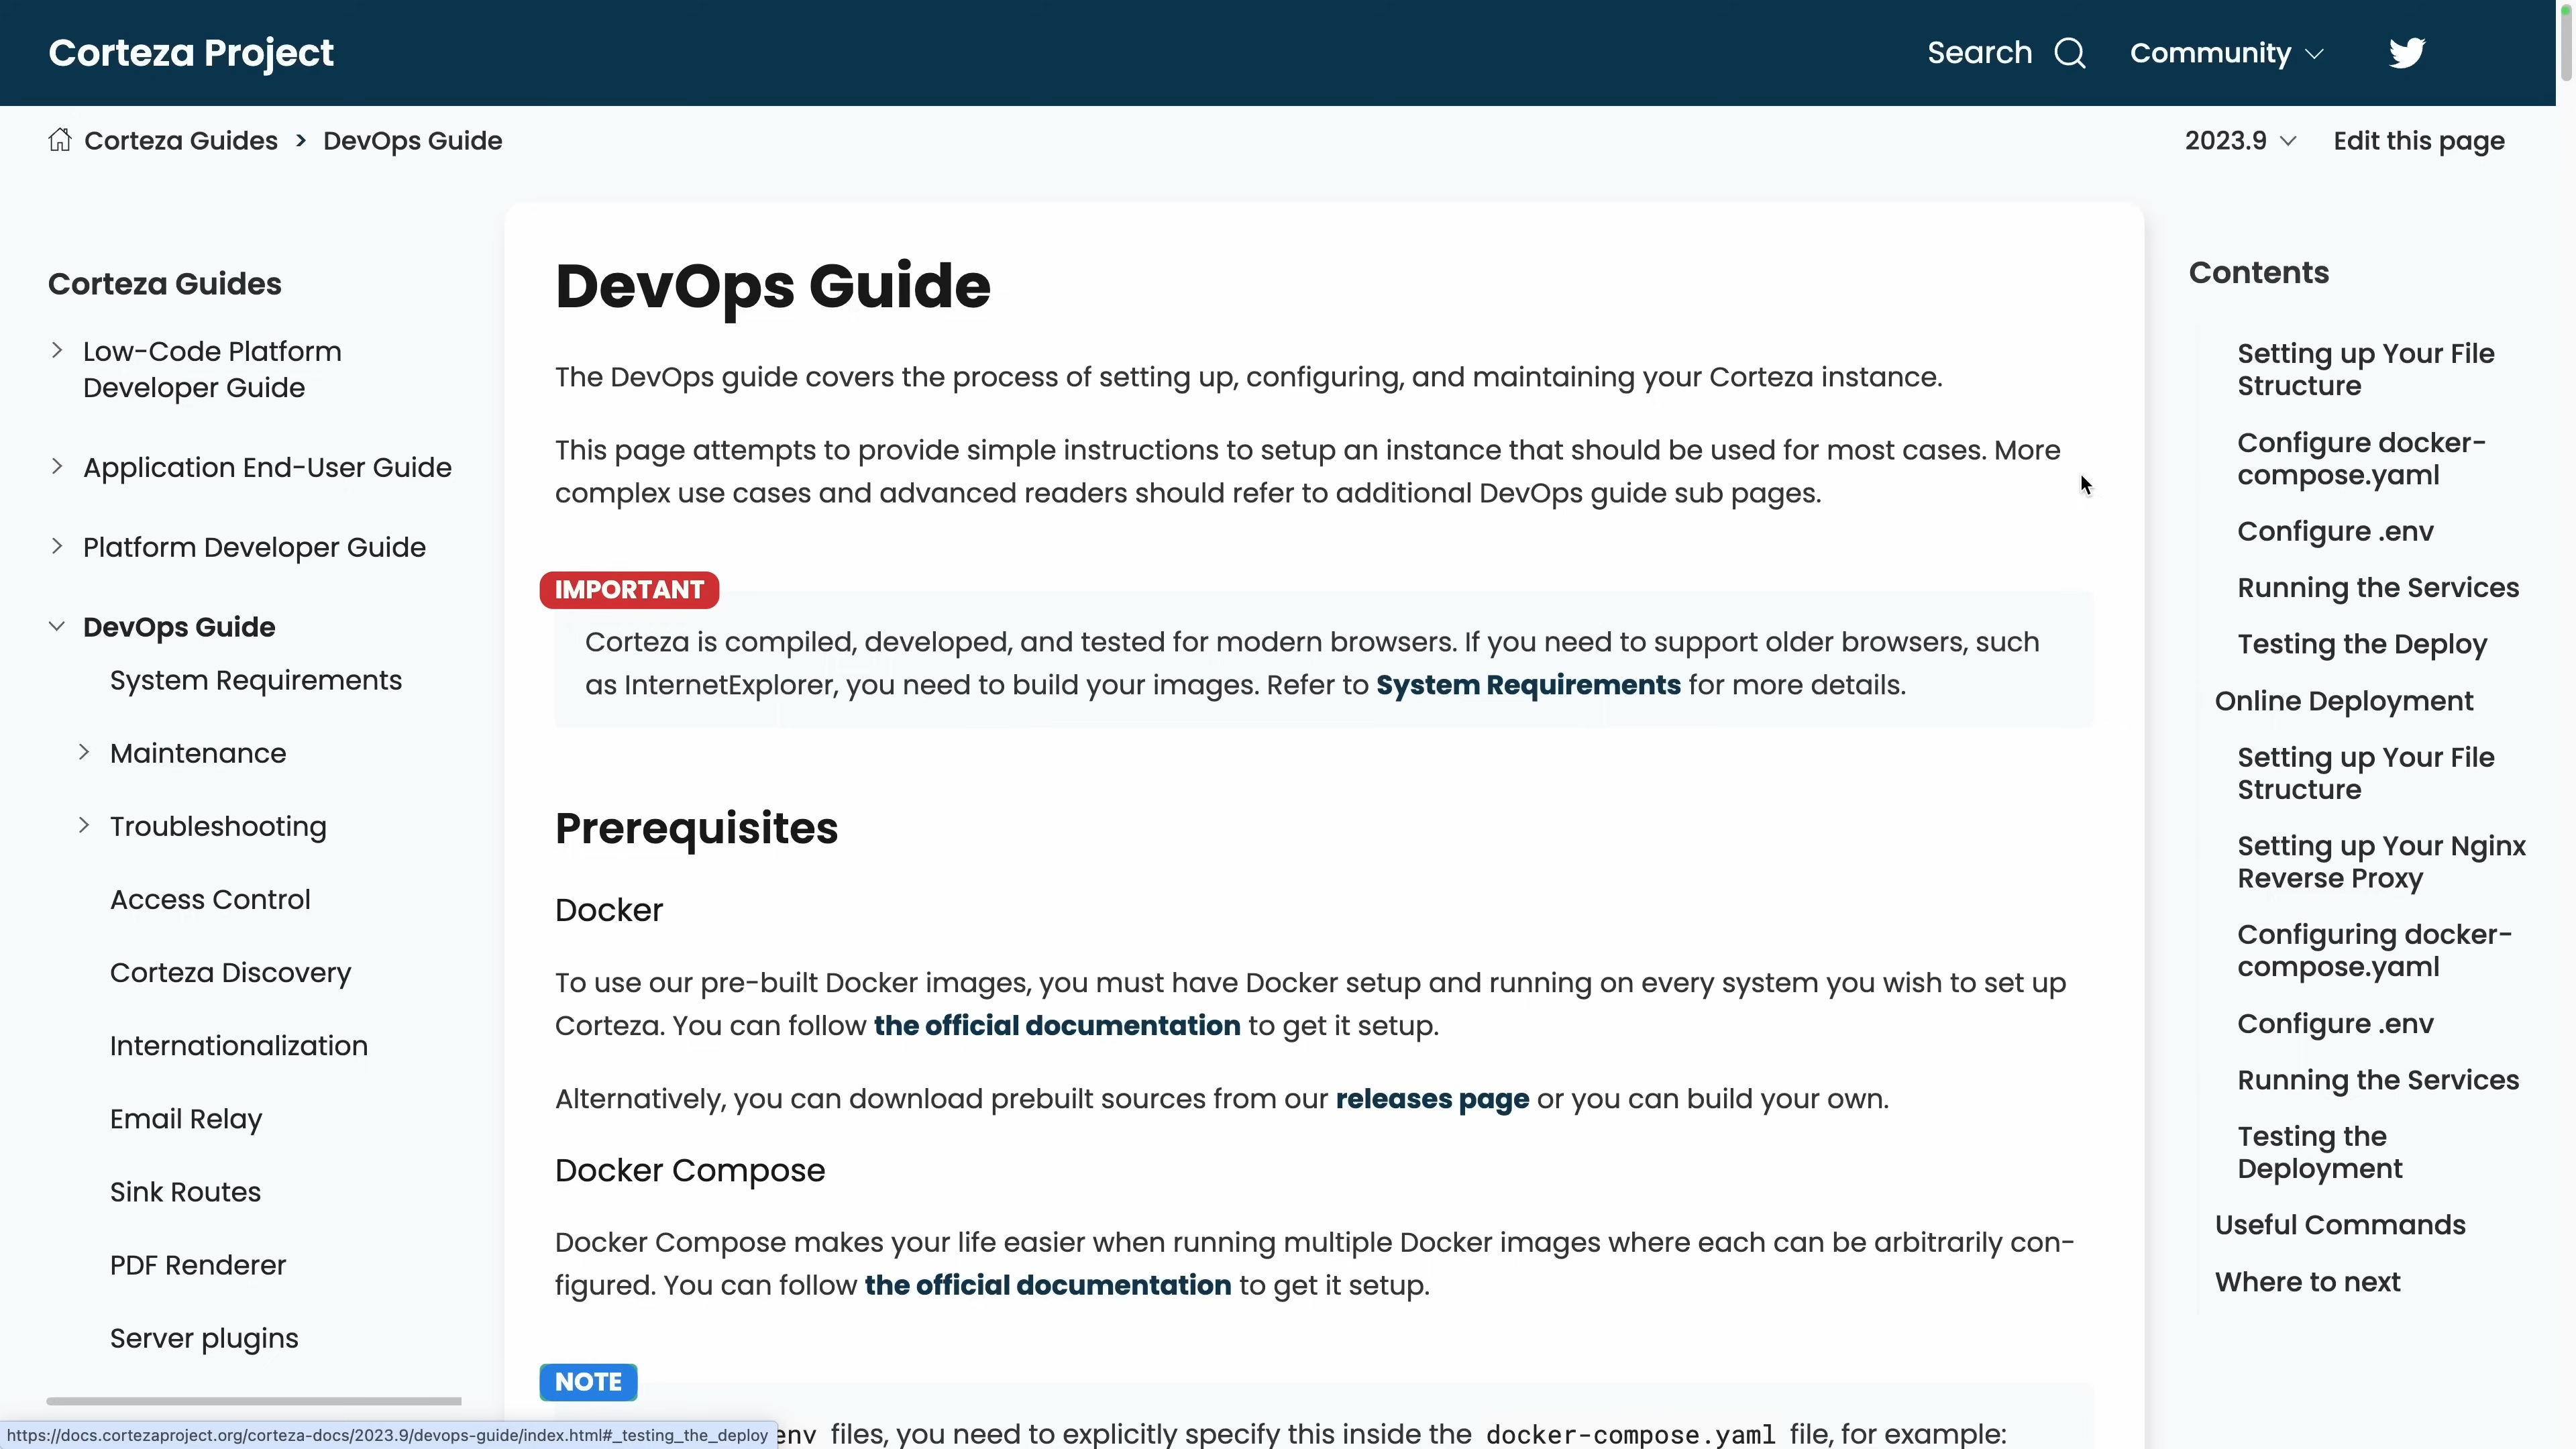 Corteza Project
Search
Community
Corteza Guides > DevOps Guide
2023.9
Edit this page
Corteza Guides
Low-Code Platform
Developer Guide
Application End-User Guide
Platform Developer Guide
DevOps Guide
System Requirements
Maintenance
Troubleshooting
Access Control
Corteza Discovery
Internationalization
Email Relay
Sink Routes
PDF Renderer
Server plugins
DevOps Guide
The DevOps guide covers the process of setting up, configuring, and maintaining your Corteza instance.
This page attempts to provide simple instructions to setup an instance that should be used for most cases. More
complex use cases and advanced readers should refer to additional DevOps guide sub pages.
IMPORTANT
Corteza is compiled, developed, and tested for modern browsers. If you need to support older browsers, such
as InternetExplorer, you need to build your images. Refer to System Requirements for more details.
Prerequisites
Docker
To use our pre-built Docker images, you must have Docker setup and running on every system you wish to set up
Corteza. You can follow the official documentation to get it setup.
Alternatively, you can download prebuilt sources from our releases page or you can build your own.
Docker Compose
Docker Compose makes your life easier when running multiple Docker images where each can be arbitrarily con-
figured. You can follow the official documentation to get it setup.
NOTE
env files, you need to explicitly specify this inside the docker-compose.yaml file, for example:
Contents
Setting up Your File
Structure
Configure docker-
compose.yaml
Configure .env
Running the Services
Testing the Deploy
Online Deployment
Setting up Your File
Structure
Setting up Your Nginx
Reverse Proxy
Configuring docker-
compose.yaml
Configure .env
Running the Services
Testing the
Deployment
Useful Commands
Where to next
https://docs.cortezaproject.org/corteza-docs/2023.9/devops-guide/index.html#_testing_the_deploy